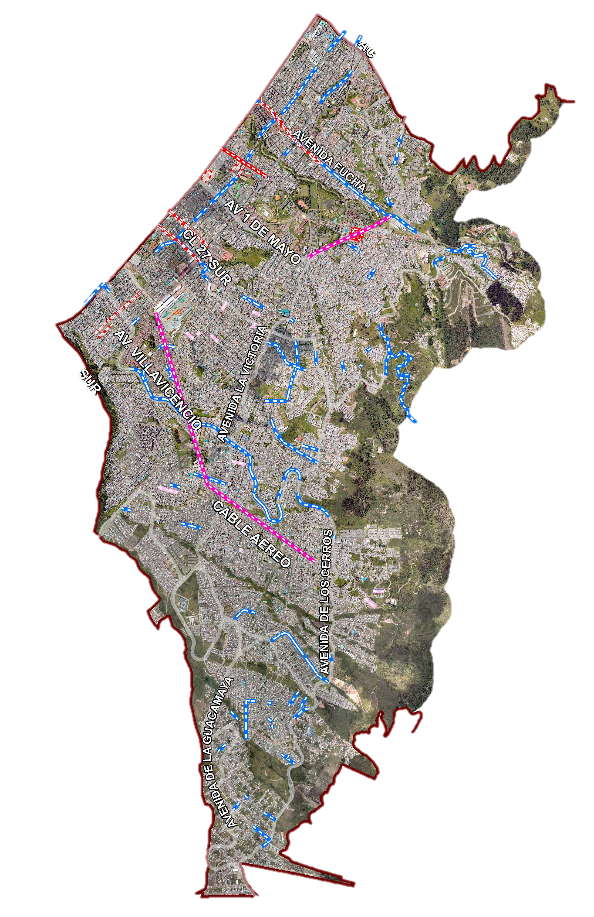 AC
AVENIDA FUCHA
AV 1 DE MAYO
CL 27 SUR
AV. VILLAVICENCIO
AVENIDA LA VICTORIA
SUR
CABLE AEREO
AVENIDA DE LOS CERROS
AVENIDA DE LA GUACAMAYA